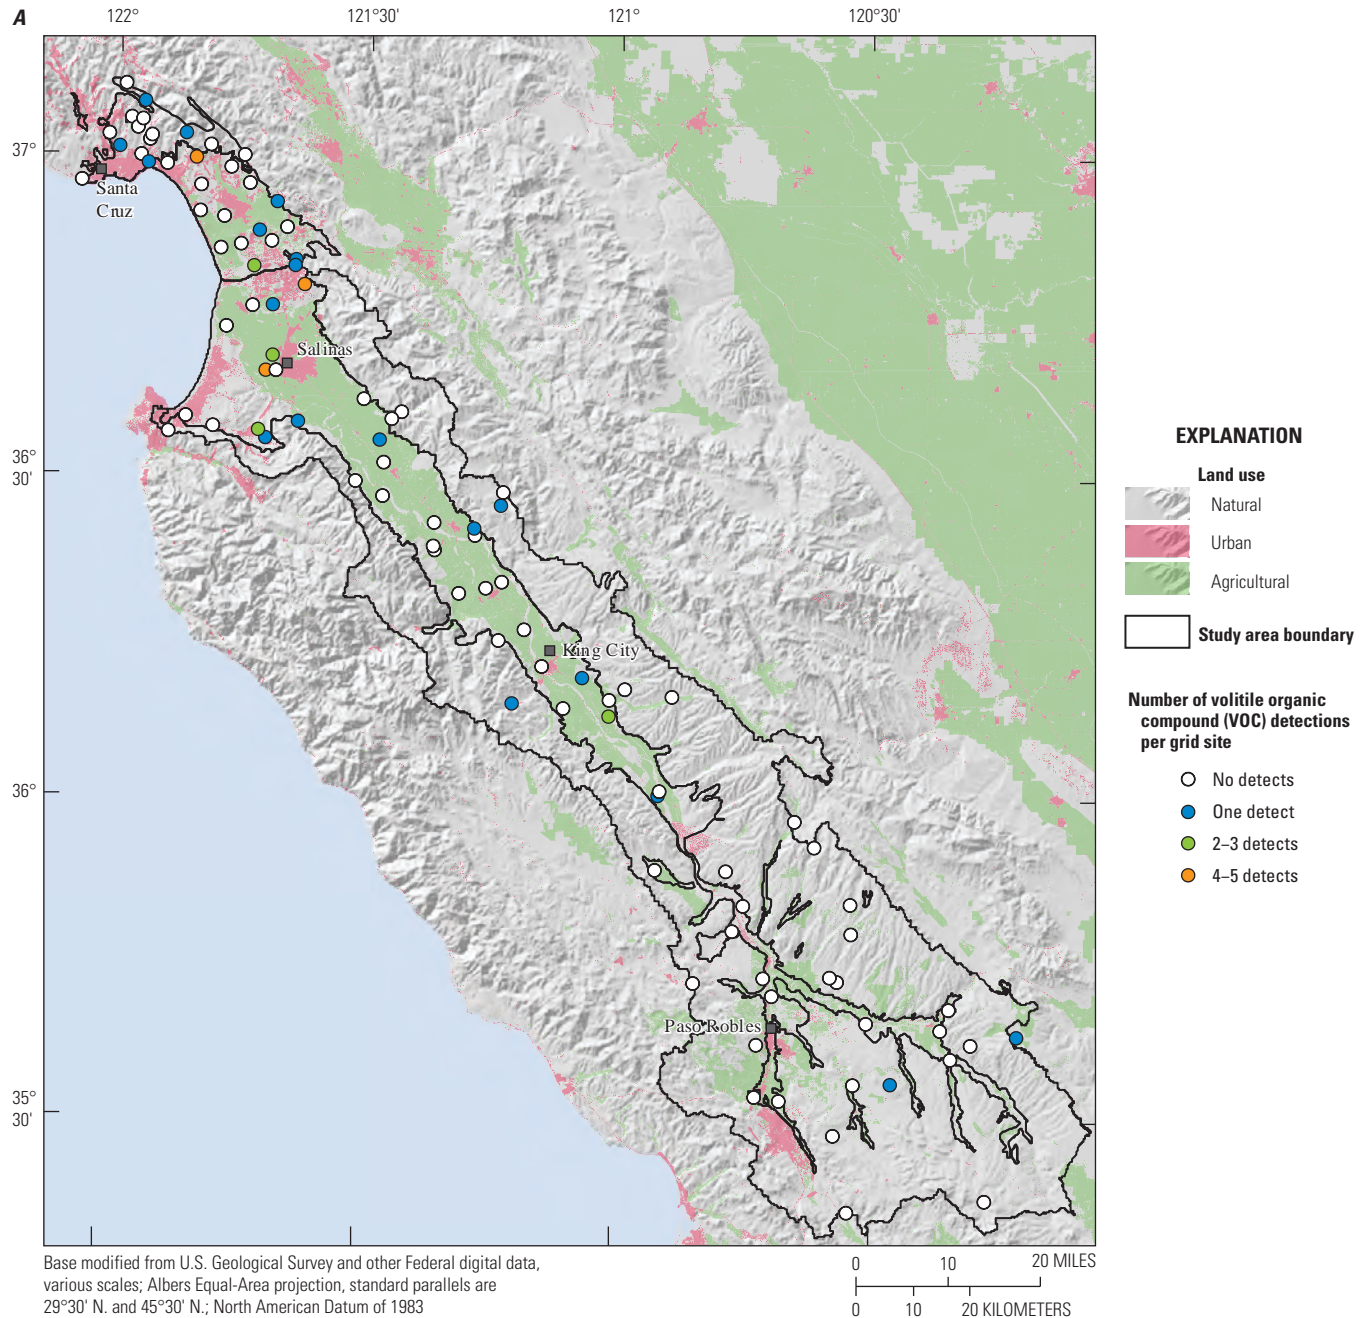 A
122°
121°30'
121°
120°30'
37°
36°
30'
36°
35°
30'
Santa
Cruz
Salinas
King City
Paso Robles
EXPLANATION
Land use
Natural
Urban
Agricultural
Study area boundary
Number of volitile organic
compound (VOC) detections
per grid site
No detects
One detect
2–3 detects
4–5 detects
Base modified from U.S. Geological Survey and other Federal digital data,
various scales; Albers Equal-Area projection, standard parallels are
29°30' N. and 45°30' N.; North American Datum of 1983
0 10 20 MILES
0 10 20 KILOMETERS